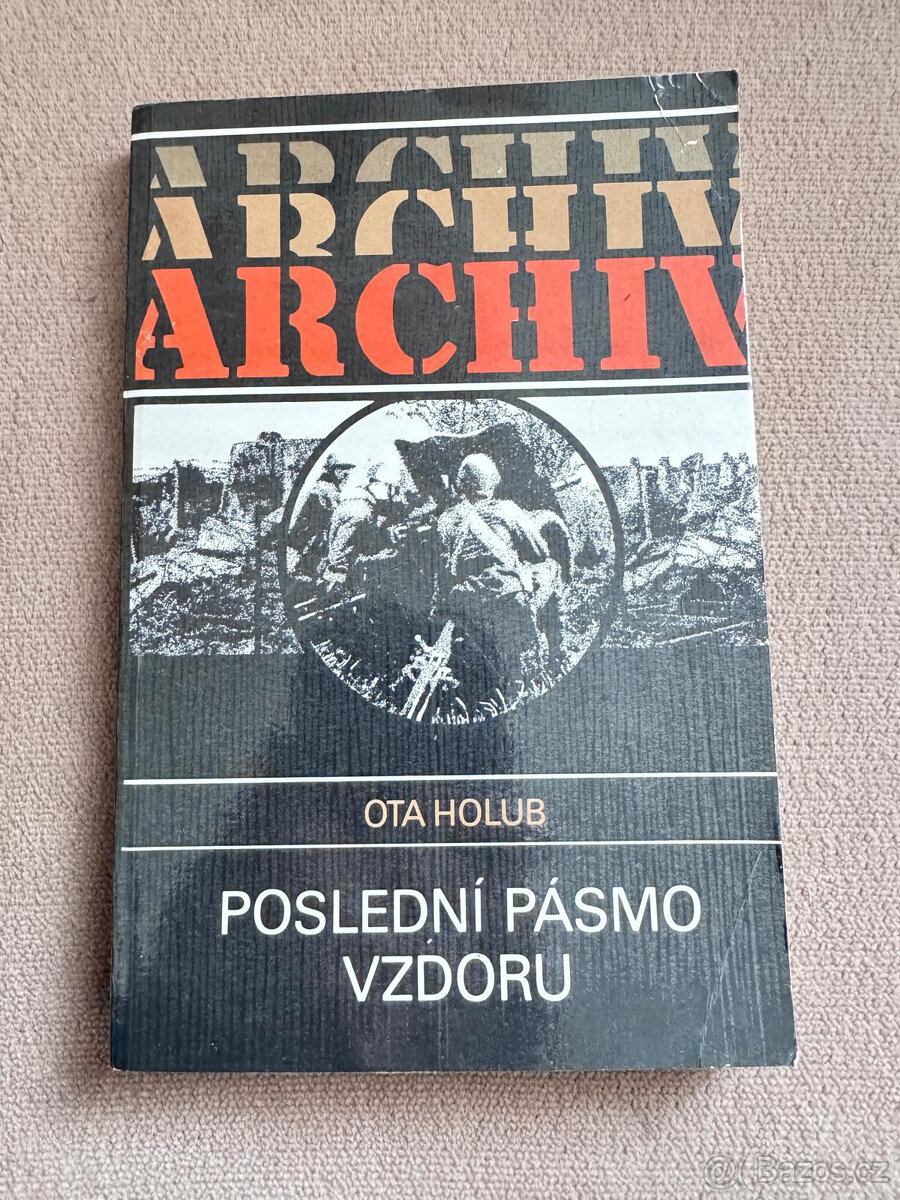 ARCHIV
ARCHIV
ARCHIV
OTA HOLUB
POSLEDNÍ PÁSMO
VZDORU
@ Bazos.cz